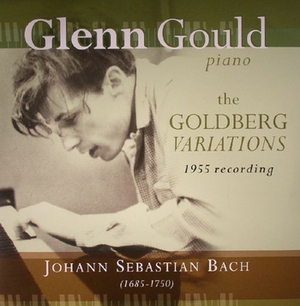 Glenn Gould
piano
the
GOLDBERG
VARIATIONS
1955 recording
JOHANN SEBASTIAN BACH
(1685-1750)